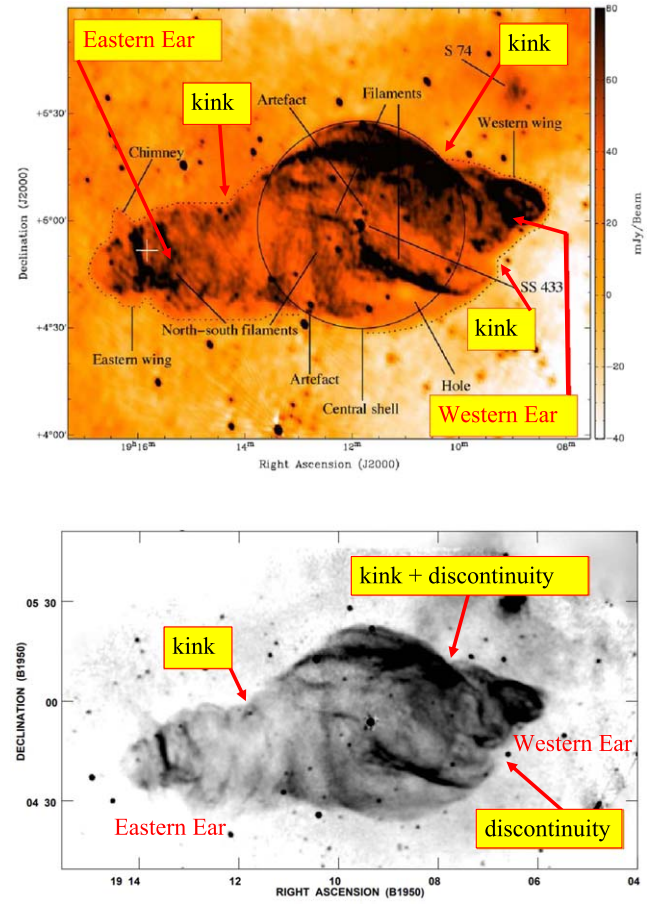 Eastern Ear
kink
kink
S 74
Artefact
Filaments
Western wing
Chimney
+5°30'
+5°00'
+4°30'
+4°00'
Declination (J2000)
SS 433
kink
North-south filaments
Eastern wing
Artefact
Hole
Central shell
Western Ear
19ʰ16ᵐ
14ᵐ
12ᵐ
10ᵐ
08ᵐ
Right Ascension (J2000)
80
60
40
20
0
−20
−40
mJy/Beam
kink + discontinuity
kink
05 30
00
04 30
DECLINATION (B1950)
Western Ear
Eastern Ear
discontinuity
19 14
12
10
08
06
04
RIGHT ASCENSION (B1950)